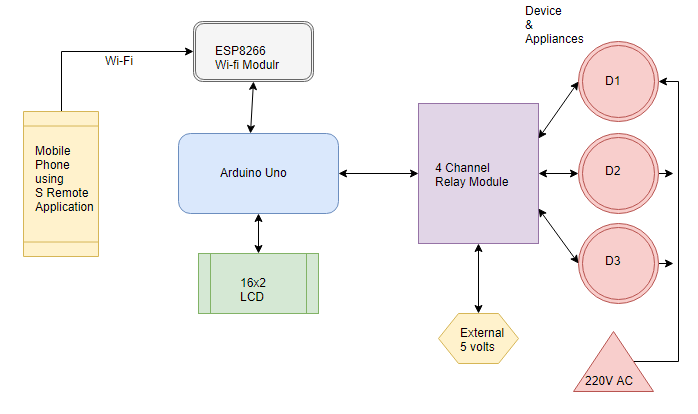 Device
&
Appliances
ESP8266
Wi-fi Modulr
Wi-Fi
D1
Mobile
Phone
using
S Remote
Application
Arduino Uno
4 Channel
Relay Module
D2
D3
16x2
LCD
External
5 volts
220V AC